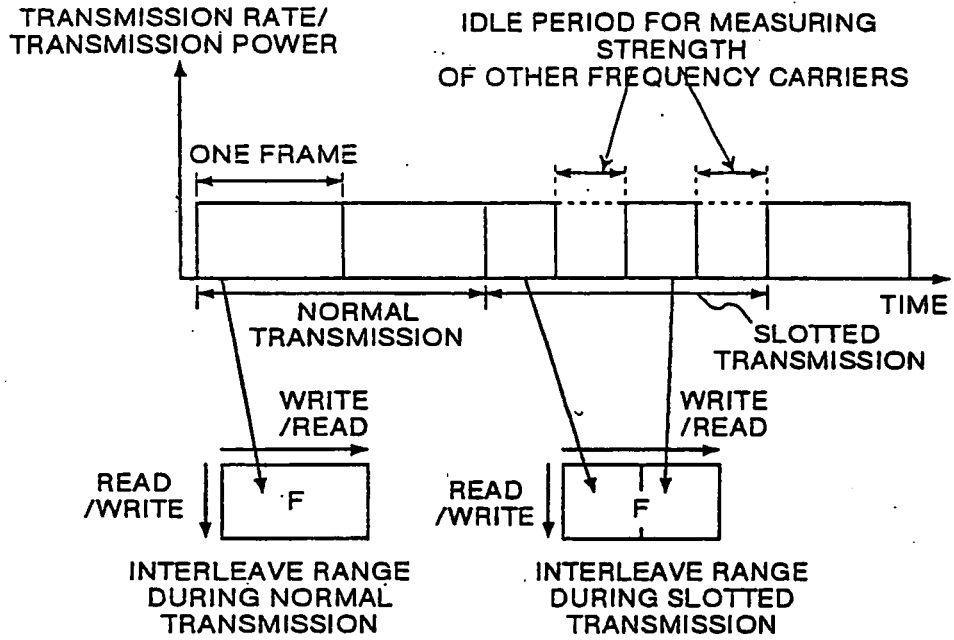 TRANSMISSION RATE/
TRANSMISSION POWER
IDLE PERIOD FOR MEASURING
STRENGTH
OF OTHER FREQUENCY CARRIERS
ONE FRAME
TIME
NORMAL
TRANSMISSION
SLOTTED
TRANSMISSION
WRITE
/READ
READ
/WRITE
F
INTERLEAVE RANGE
DURING NORMAL
TRANSMISSION
WRITE
/READ
READ
/WRITE
F
INTERLEAVE RANGE
DURING SLOTTED
TRANSMISSION